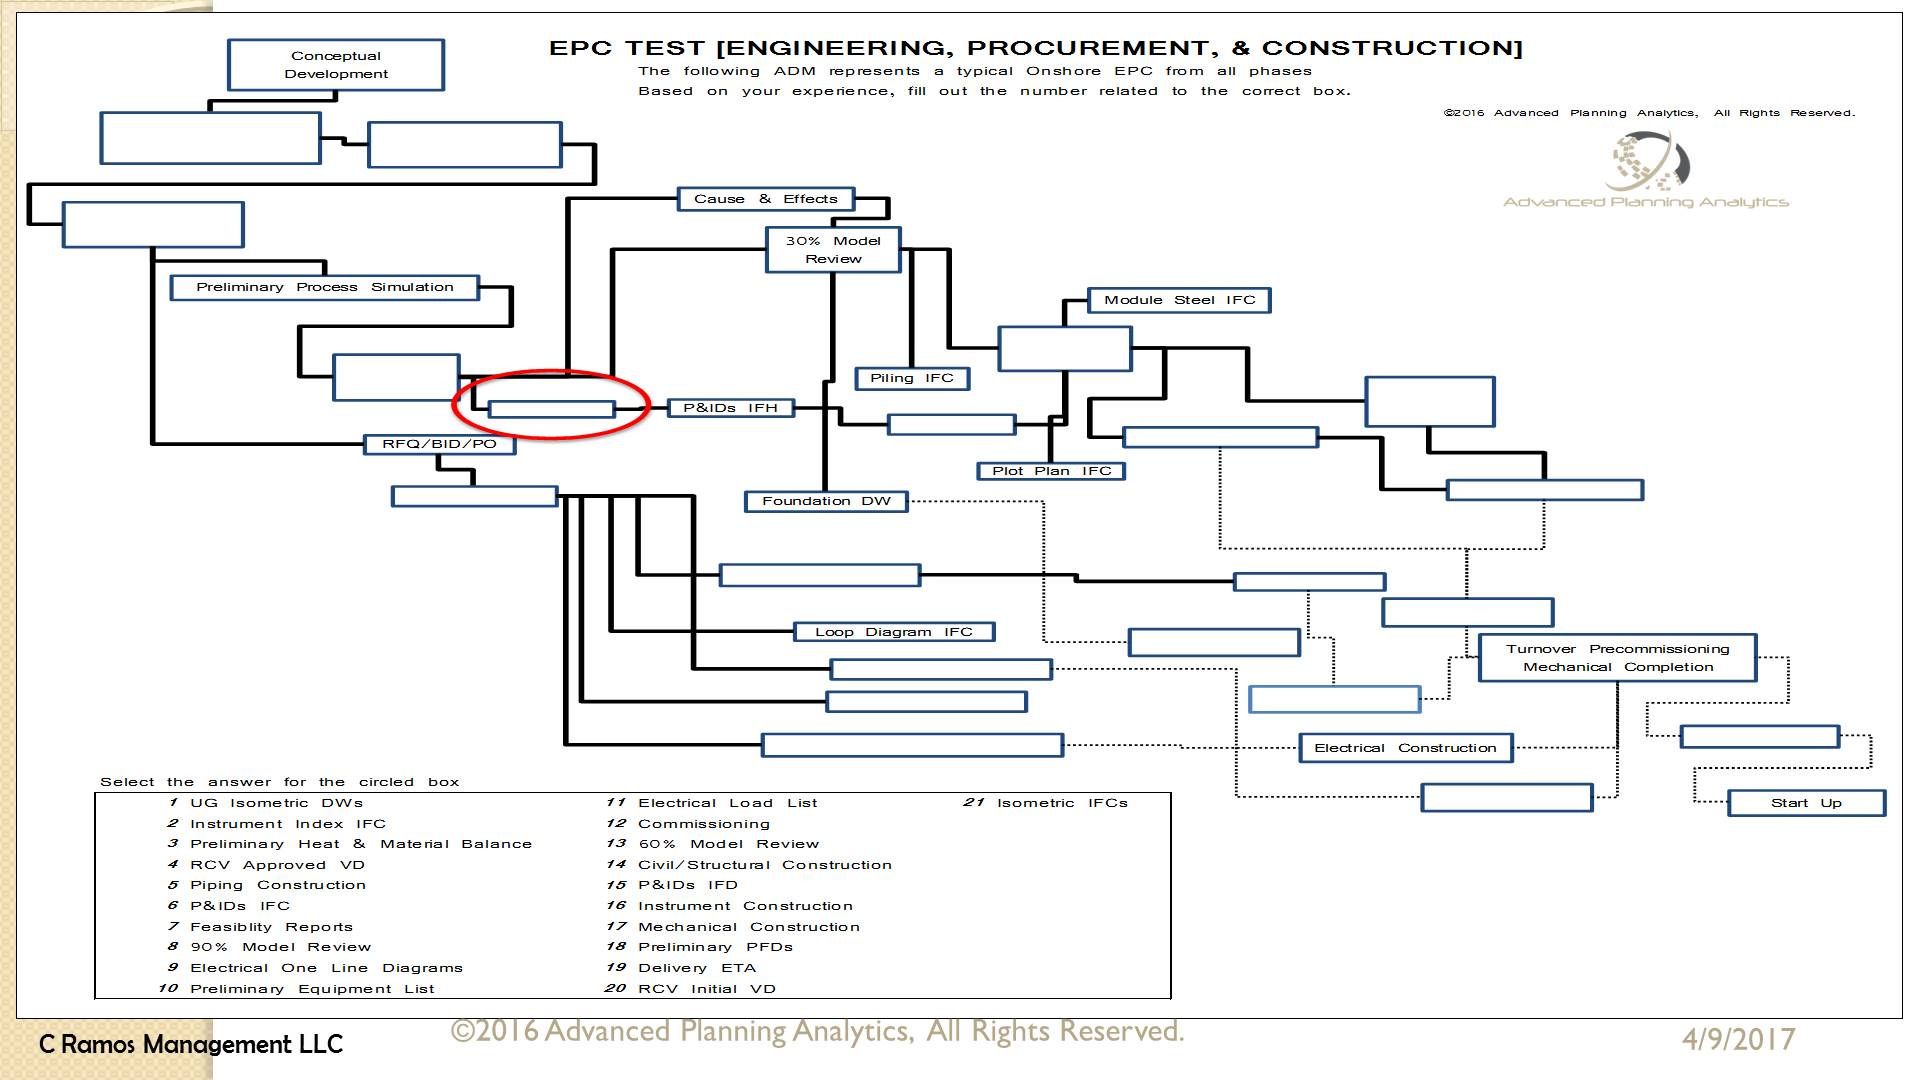 EPC TEST [ENGINEERING, PROCUREMENT, & CONSTRUCTION]
The following ADM represents a typical Onshore EPC from all phases
Based on your experience, fill out the number related to the correct box.
©2016 Advanced Planning Analytics, All Rights Reserved.
Advanced Planning Analytics
Conceptual
Development
Cause & Effects
30% Model
Review
Preliminary Process Simulation
Module Steel IFC
Piling IFC
P&IDs IFH
RFQ/BID/PO
Plot Plan IFC
Foundation DW
Loop Diagram IFC
Turnover Precommissioning
Mechanical Completion
Electrical Construction
Start Up
Select the answer for the circled box
1 UG Isometric DWs
2 Instrument Index IFC
3 Preliminary Heat & Material Balance
4 RCV Approved VD
5 Piping Construction
6 P&IDs IFC
7 Feasiblity Reports
8 90% Model Review
9 Electrical One Line Diagrams
10 Preliminary Equipment List
11 Electrical Load List
12 Commissioning
13 60% Model Review
14 Civil/Structural Construction
15 P&IDs IFD
16 Instrument Construction
17 Mechanical Construction
18 Preliminary PFDs
19 Delivery ETA
20 RCV Initial VD
21 Isometric IFCs
C Ramos Management LLC
©2016 Advanced Planning Analytics, All Rights Reserved.
4/9/2017